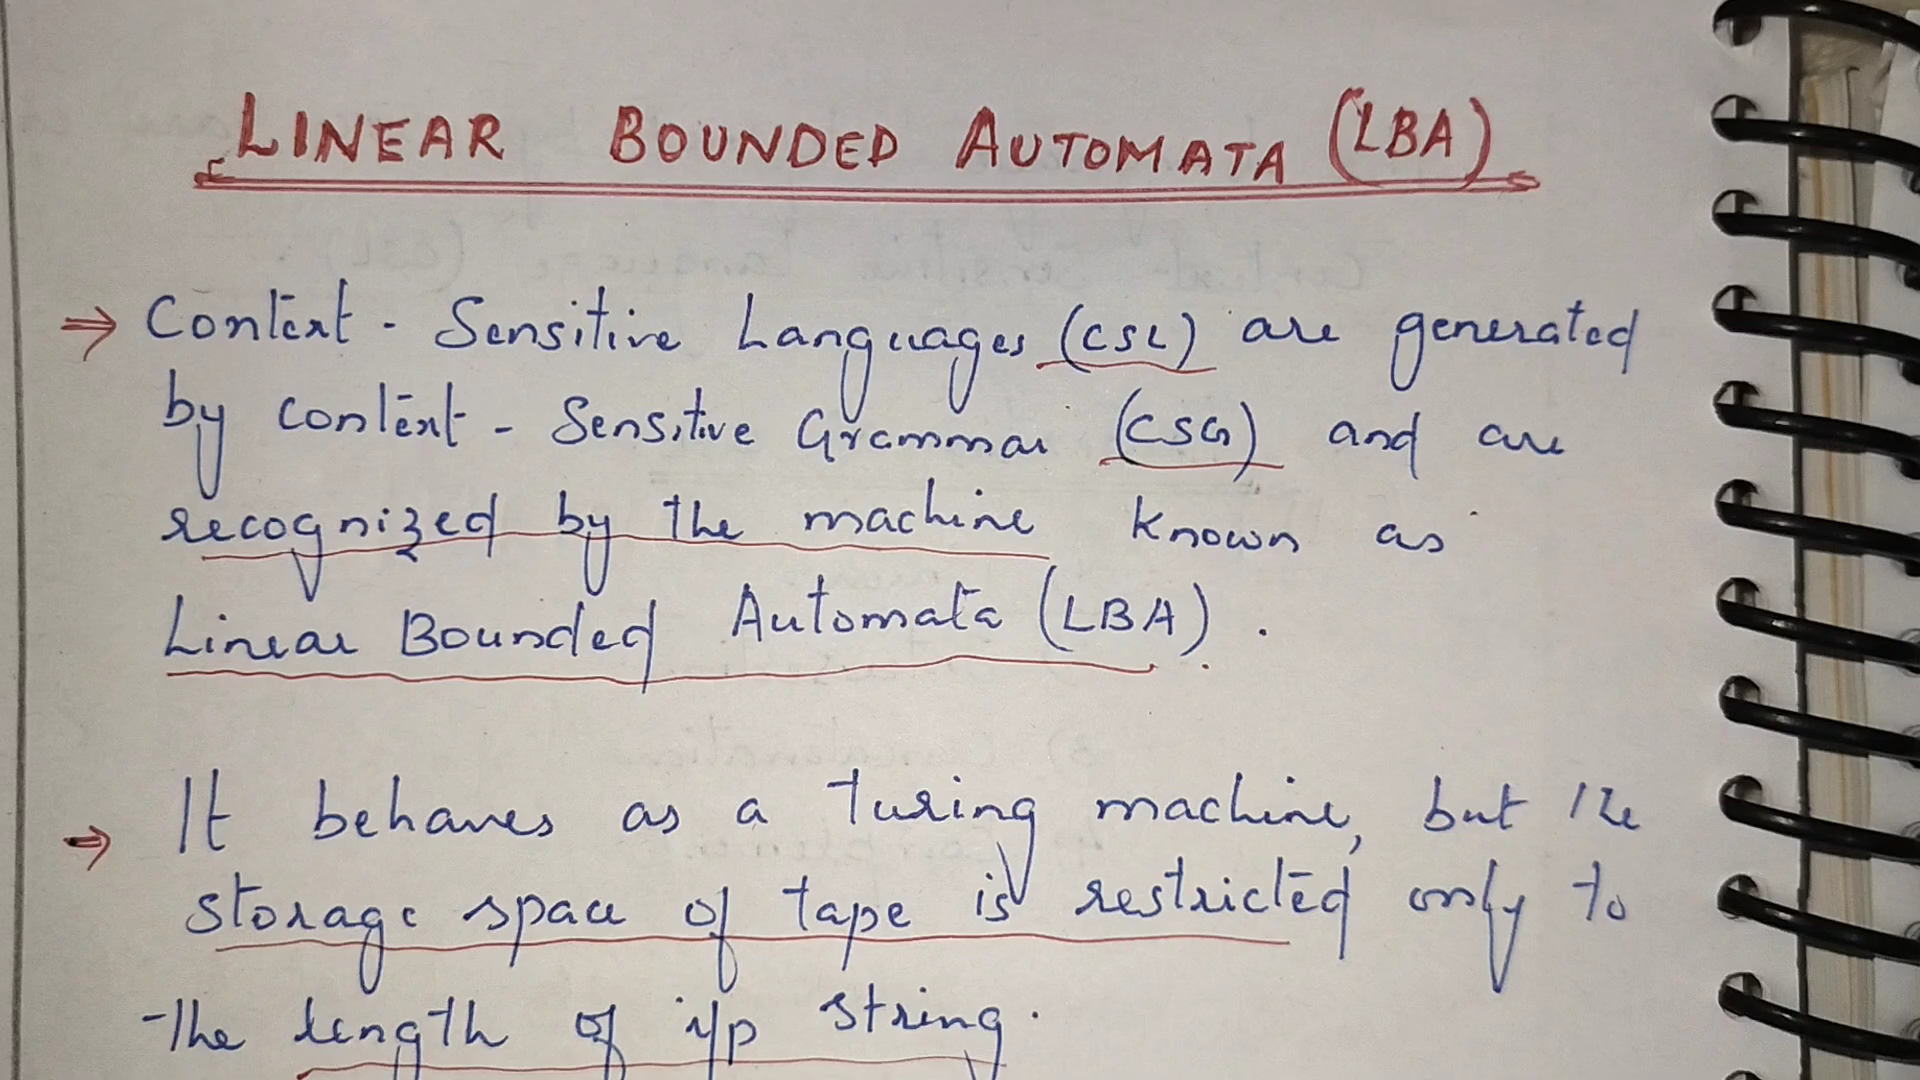 LINEAR BOUNDED AUTOMATA (LBA)
⇒ Context - Sensitive Languages (CSL) are generated
by context - Sensitive Grammar (CSG) and are
recognized by the machine known as
Linear Bounded Automata (LBA).
⇒ It behaves as a turing machine, but the
storage space of tape is restricted only to
the length of i/p string.